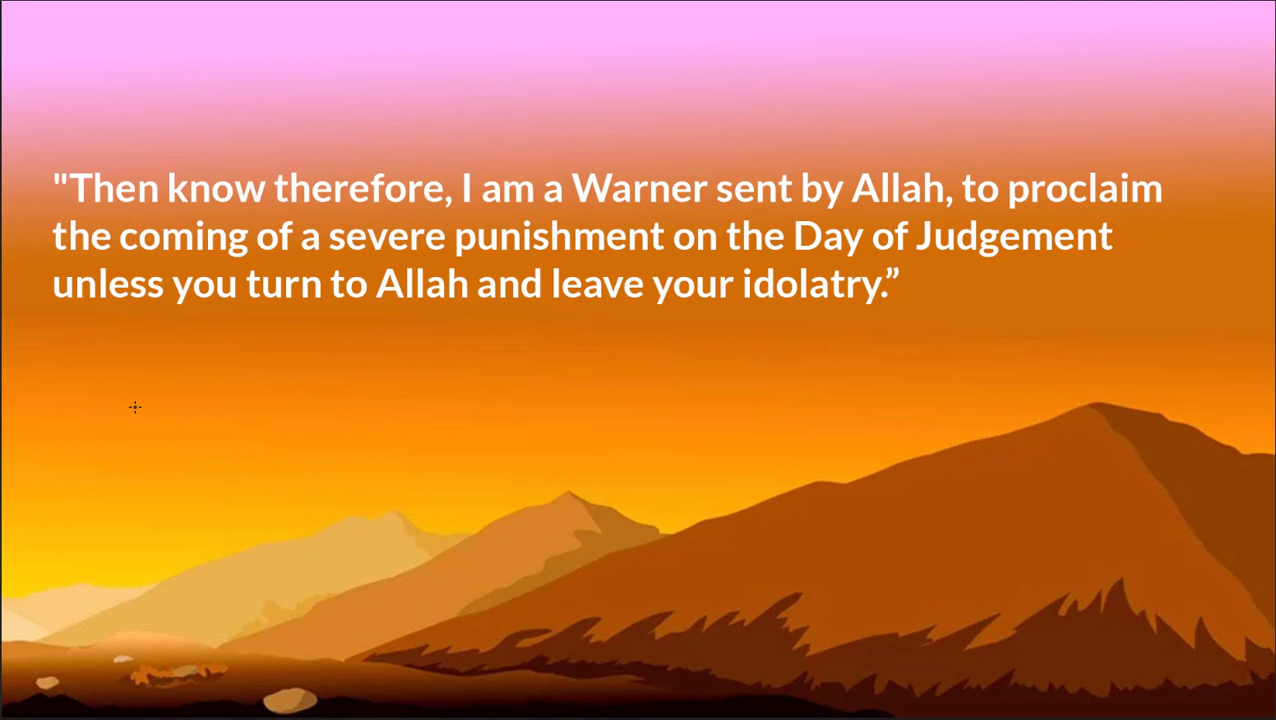 "Then know therefore, I am a Warner sent by Allah, to proclaim
the coming of a severe punishment on the Day of Judgement
unless you turn to Allah and leave your idolatry.”